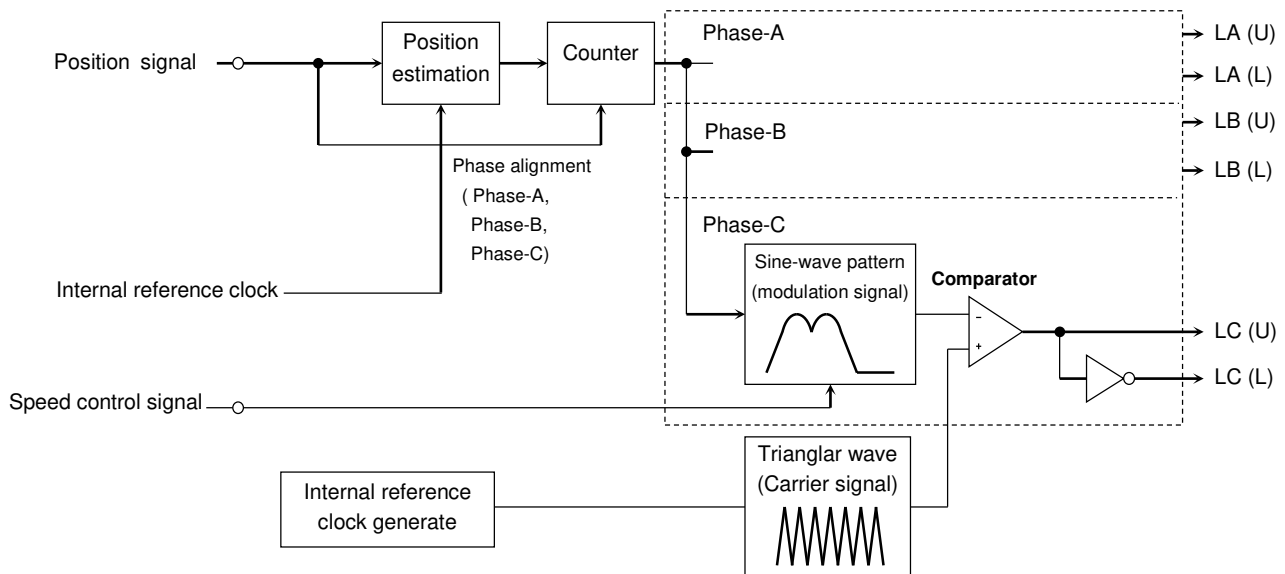 Position signal
Position
estimation
Counter
Phase-A
LA (U)
LA (L)
Phase-B
LB (U)
LB (L)
Phase alignment
( Phase-A,
Phase-B,
Phase-C)
Internal reference clock
Phase-C
Sine-wave pattern
(modulation signal)
Comparator
−
+
LC (U)
LC (L)
Speed control signal
Internal reference
clock generate
Trianglar wave
(Carrier signal)